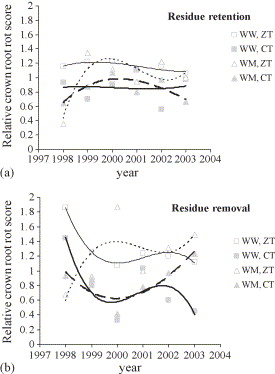 Residue retention
WW, ZT
WW, CT
WM, ZT
WM, CT
Relative crown root rot score
2
1.8
1.6
1.4
1.2
1
0.8
0.6
0.4
0.2
0
1997 1998 1999 2000 2001 2002 2003 2004
(a)
year
Residue removal
WW, ZT
WW, CT
WM, ZT
WM, CT
Relative crown root rot score
2
1.8
1.6
1.4
1.2
1
0.8
0.6
0.4
0.2
0
1997 1998 1999 2000 2001 2002 2003 2004
(b)
year